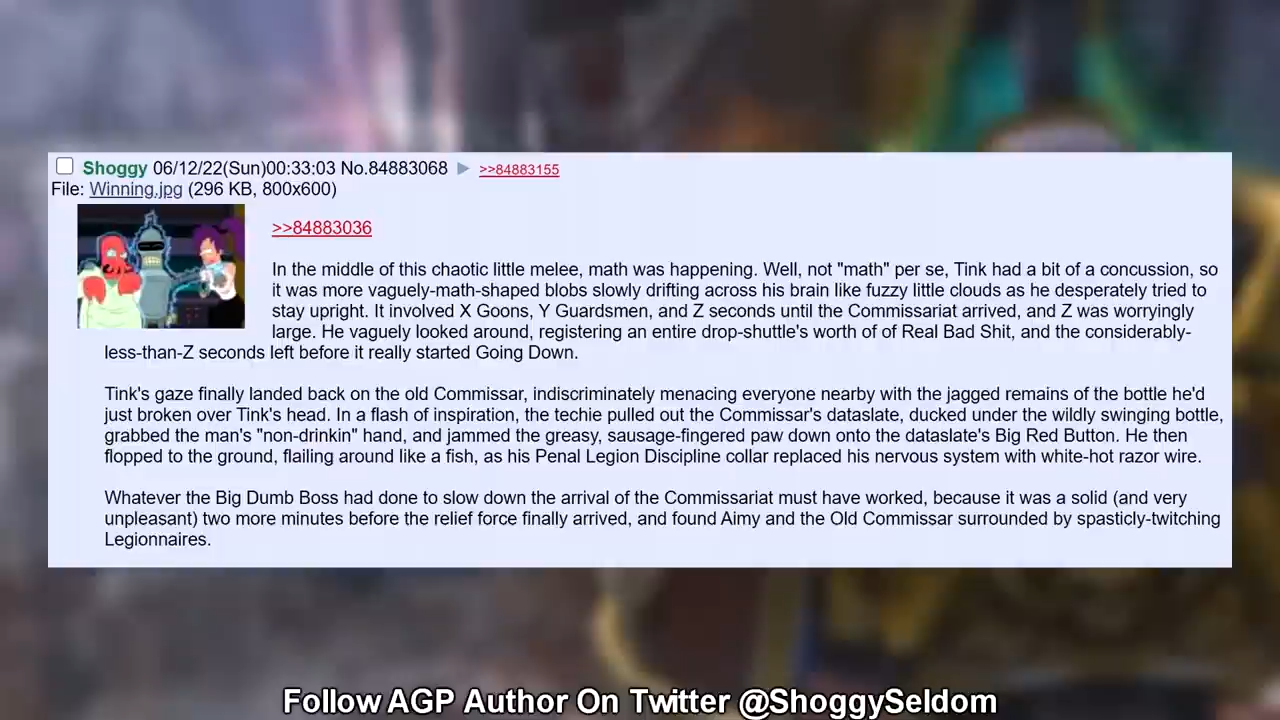 Shoggy 06/12/22(Sun)00:33:03 No.84883068 ▶ >>84883155
File: Winning.jpg (296 KB, 800x600)
>>84883036
In the middle of this chaotic little melee, math was happening. Well, not "math" per se, Tink had a bit of a concussion, so
it was more vaguely-math-shaped blobs slowly drifting across his brain like fuzzy little clouds as he desperately tried to
stay upright. It involved X Goons, Y Guardsmen, and Z seconds until the Commissariat arrived, and Z was worryingly
large. He vaguely looked around, registering an entire drop-shuttle's worth of of Real Bad Shit, and the considerably-
less-than-Z seconds left before it really started Going Down.
Tink's gaze finally landed back on the old Commissar, indiscriminately menacing everyone nearby with the jagged remains of the bottle he'd
just broken over Tink's head. In a flash of inspiration, the techie pulled out the Commissar's dataslate, ducked under the wildly swinging bottle,
grabbed the man's "non-drinkin" hand, and jammed the greasy, sausage-fingered paw down onto the dataslate's Big Red Button. He then
flopped to the ground, flailing around like a fish, as his Penal Legion Discipline collar replaced his nervous system with white-hot razor wire.
Whatever the Big Dumb Boss had done to slow down the arrival of the Commissariat must have worked, because it was a solid (and very
unpleasant) two more minutes before the relief force finally arrived, and found Aimy and the Old Commissar surrounded by spasticly-twitching
Legionnaires.
Follow AGP Author On Twitter @ShoggySeldom